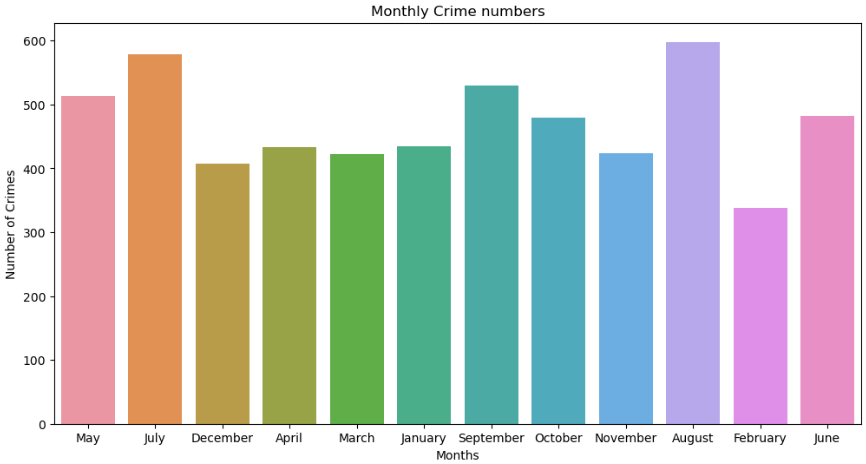 Monthly Crime numbers
600
500
400
300
200
100
0
Number of Crimes
May July December April March January September October November August February June
Months